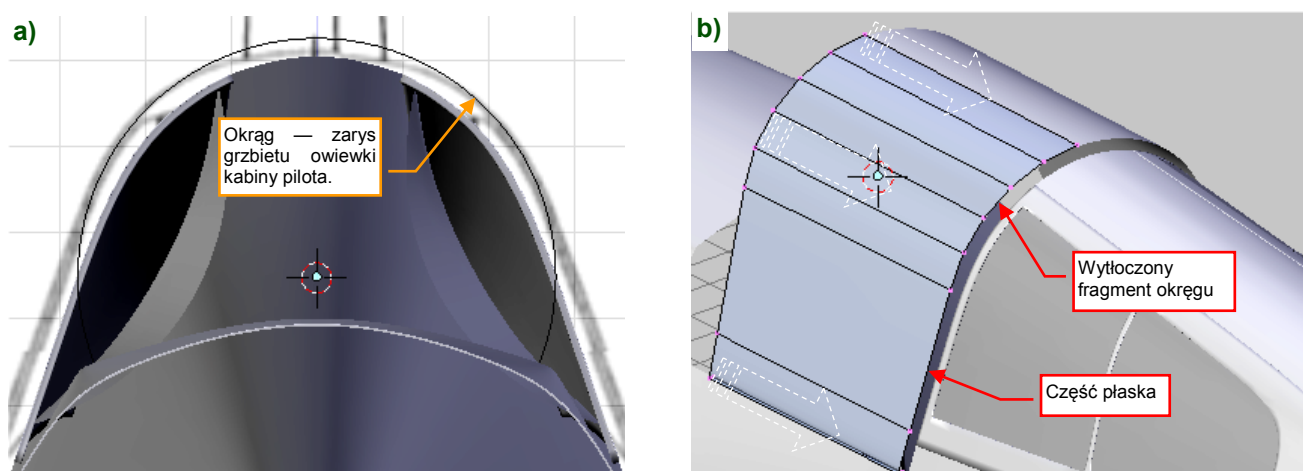 a)
Okrąg — zarys
grzbietu owiewki
kabiny pilota.
b)
Wytłoczony
fragment okręgu
Część płaska